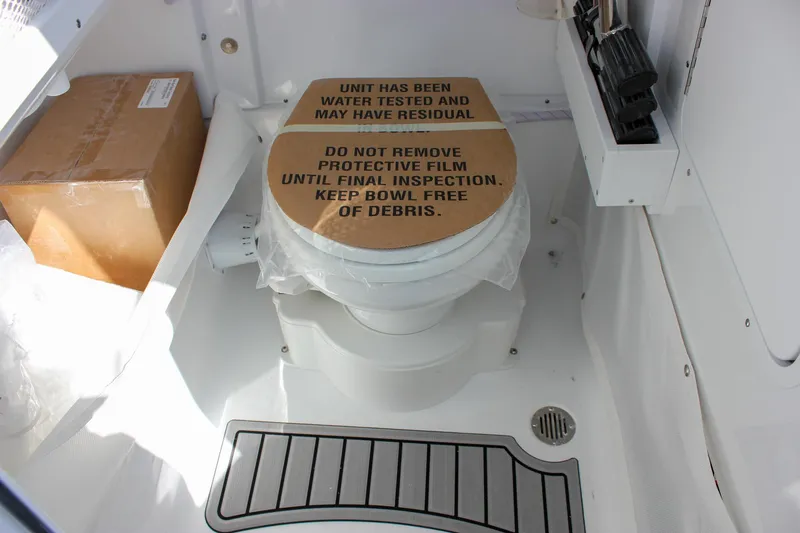 UNIT HAS BEEN
WATER TESTED AND
MAY HAVE RESIDUAL
IN BOWL.
DO NOT REMOVE
PROTECTIVE FILM
UNTIL FINAL INSPECTION.
KEEP BOWL FREE
OF DEBRIS.